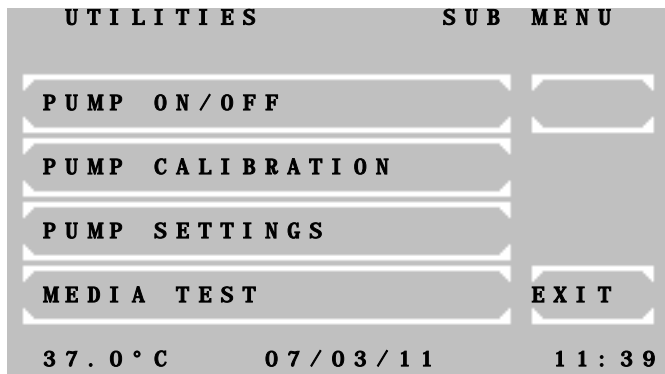 UTILITIES SUB MENU
PUMP ON/OFF
PUMP CALIBRATION
PUMP SETTINGS
MEDIA TEST EXIT
37.0°C 07/03/11 11:39